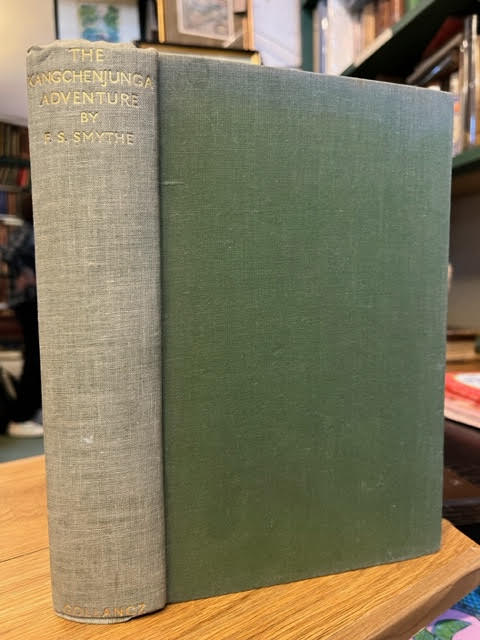 THE
KANGCHENJUNGA
ADVENTURE
BY
F. S. SMYTHE
GOLLANCZ